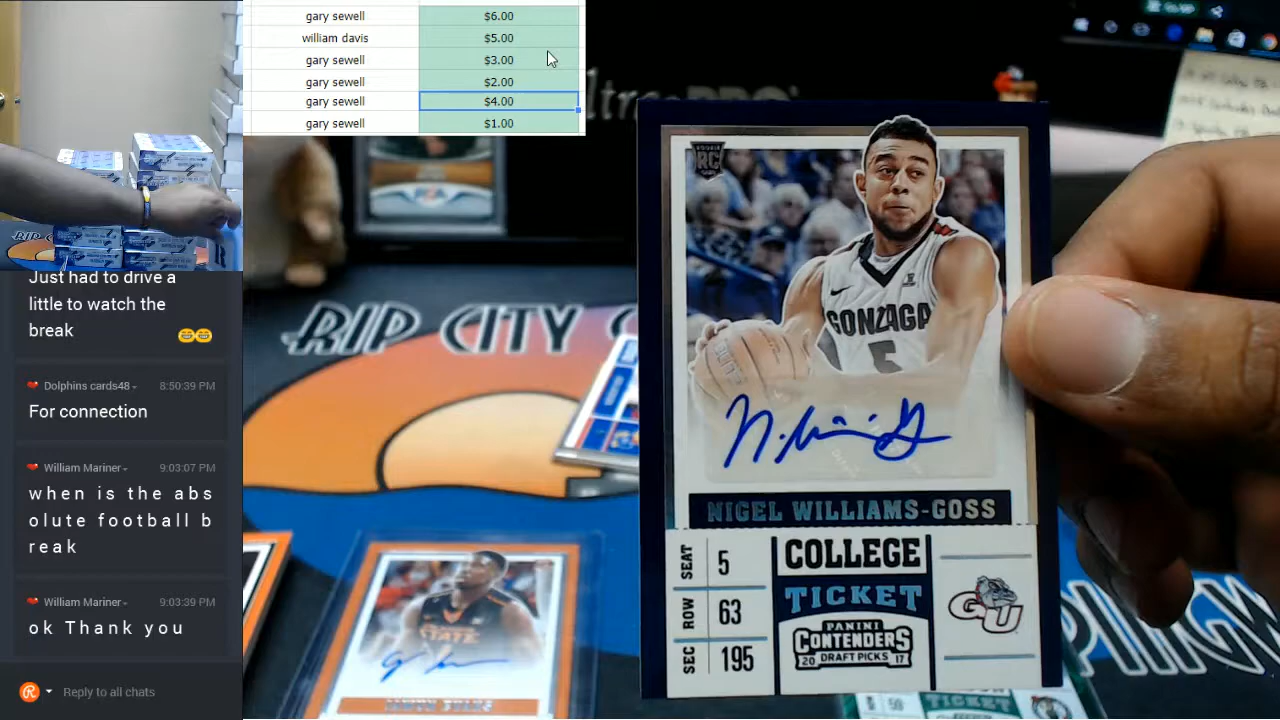 gary sewell $6.00
william davis $5.00
gary sewell $3.00
gary sewell $2.00
gary sewell $4.00
gary sewell $1.00
Just had to drive a
little to watch the
break 😂😂
Dolphins cards48 8:50:39 PM
For connection
William Mariner 9:03:07 PM
when is the abs
olute football b
reak
William Mariner 9:03:39 PM
ok Thank you
Reply to all chats
RIP CITY
ROOKIE
RC
GONZAGA
5
NIGEL WILLIAMS-GOSS
SEAT 5
ROW 63
SEC 195
COLLEGE
TICKET
PANINI
CONTENDERS
20 DRAFT PICKS 17
GU
STATE
TICKET